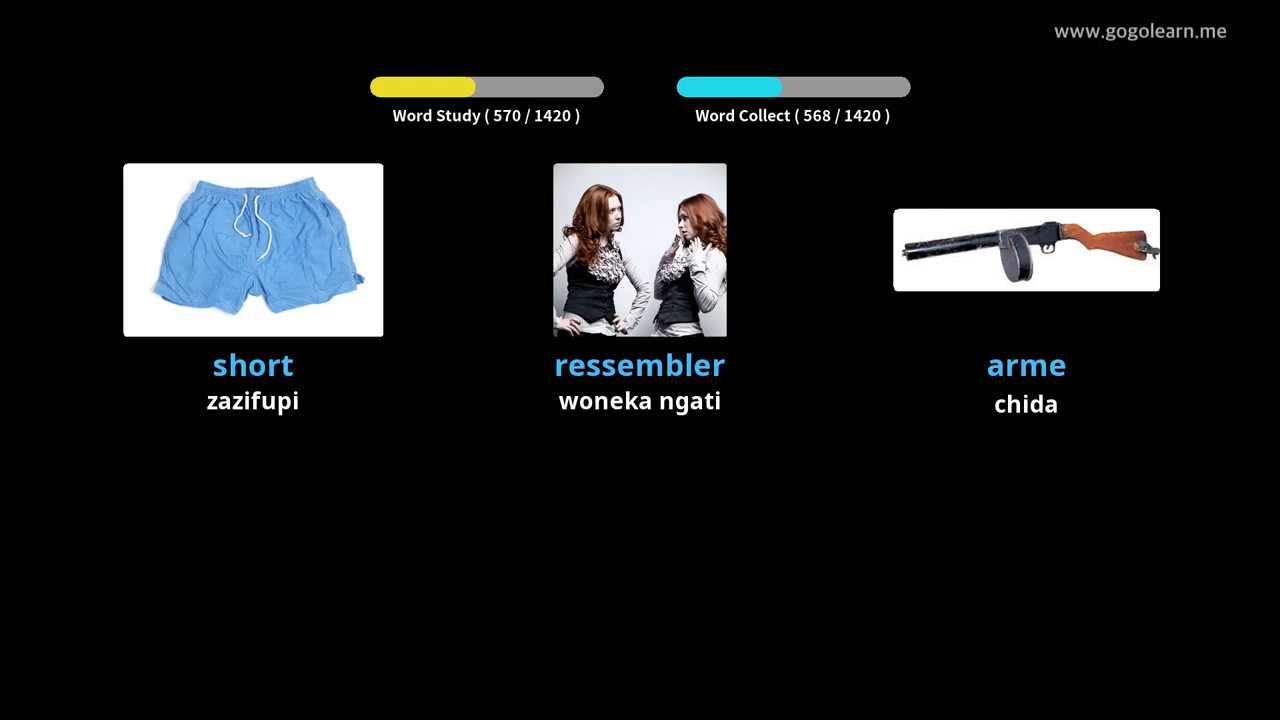 www.gogolearn.me
Word Study ( 570 / 1420 )
Word Collect ( 568 / 1420 )
short
zazifupi
ressembler
woneka ngati
arme
chida